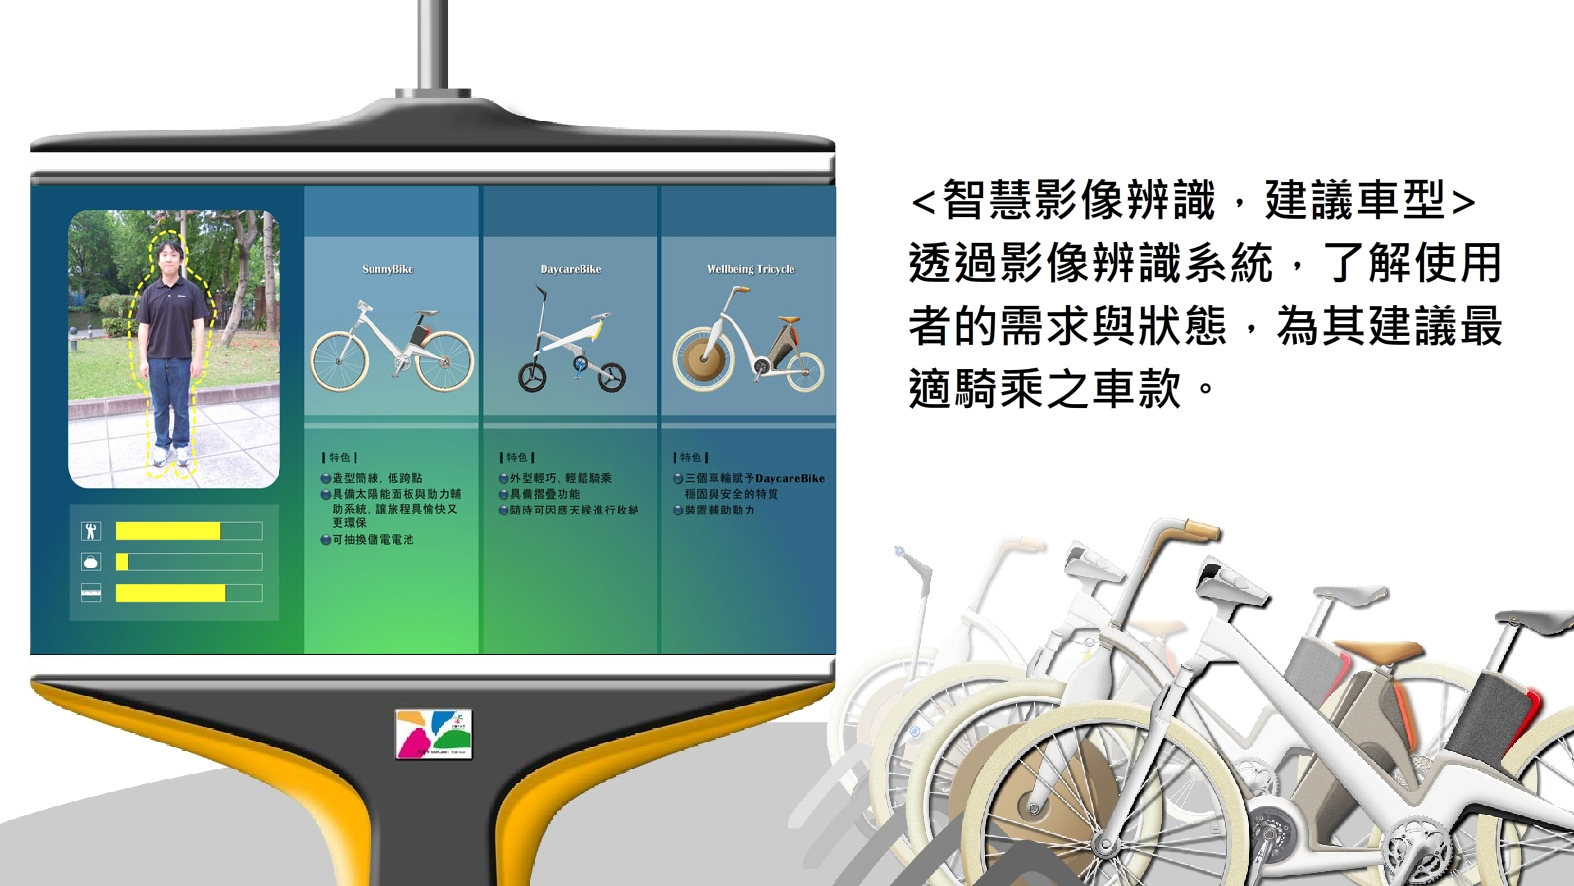 <智慧影像辨識，建議車型>
透過影像辨識系統，了解使用
者的需求與狀態，為其建議最
適騎乘之車款。
SunnyBike
DaycareBike
Wellbeing Tricycle
特色
造型簡練, 低跨點
具備太陽能面板與動力輔
助系統, 讓旅程具愉快又
更環保
可抽換儲電電池
特色
外型輕巧, 輕鬆騎乘
具備摺疊功能
隨時可因應天候進行收納
特色
三個車輪賦予DaycareBike
穩固與安全的特質
裝置輔助動力